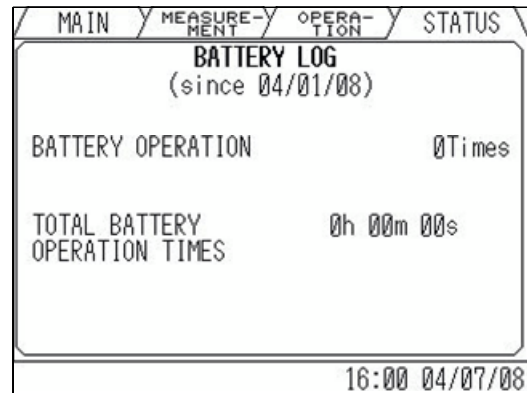 MAIN MEASURE-MENT OPERA-TION STATUS
BATTERY LOG
(since 04/01/08)
BATTERY OPERATION 0Times
TOTAL BATTERY 0h 00m 00s
OPERATION TIMES
16:00 04/07/08